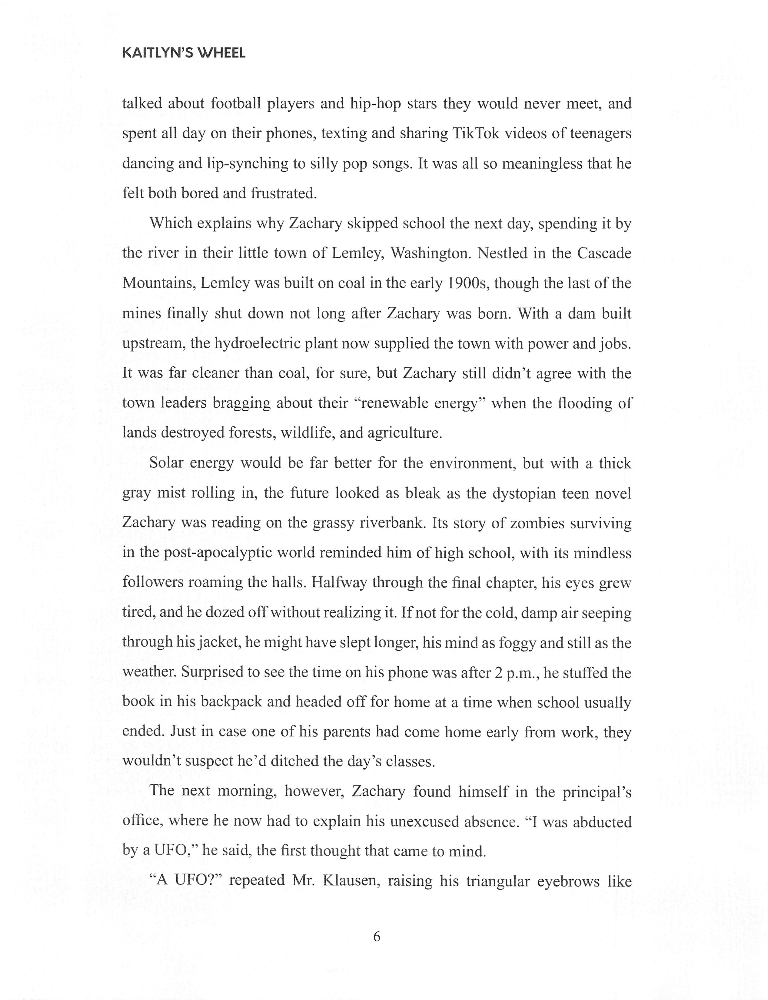 KAITLYN'S WHEEL
talked about football players and hip-hop stars they would never meet, and
spent all day on their phones, texting and sharing TikTok videos of teenagers
dancing and lip-synching to silly pop songs. It was all so meaningless that he
felt both bored and frustrated.
Which explains why Zachary skipped school the next day, spending it by
the river in their little town of Lemley, Washington. Nestled in the Cascade
Mountains, Lemley was built on coal in the early 1900s, though the last of the
mines finally shut down not long after Zachary was born. With a dam built
upstream, the hydroelectric plant now supplied the town with power and jobs.
It was far cleaner than coal, for sure, but Zachary still didn't agree with the
town leaders bragging about their “renewable energy” when the flooding of
lands destroyed forests, wildlife, and agriculture.
Solar energy would be far better for the environment, but with a thick
gray mist rolling in, the future looked as bleak as the dystopian teen novel
Zachary was reading on the grassy riverbank. Its story of zombies surviving
in the post-apocalyptic world reminded him of high school, with its mindless
followers roaming the halls. Halfway through the final chapter, his eyes grew
tired, and he dozed off without realizing it. If not for the cold, damp air seeping
through his jacket, he might have slept longer, his mind as foggy and still as the
weather. Surprised to see the time on his phone was after 2 p.m., he stuffed the
book in his backpack and headed off for home at a time when school usually
ended. Just in case one of his parents had come home early from work, they
wouldn't suspect he'd ditched the day's classes.
The next morning, however, Zachary found himself in the principal's
office, where he now had to explain his unexcused absence. “I was abducted
by a UFO,” he said, the first thought that came to mind.
“A UFO?” repeated Mr. Klausen, raising his triangular eyebrows like
6